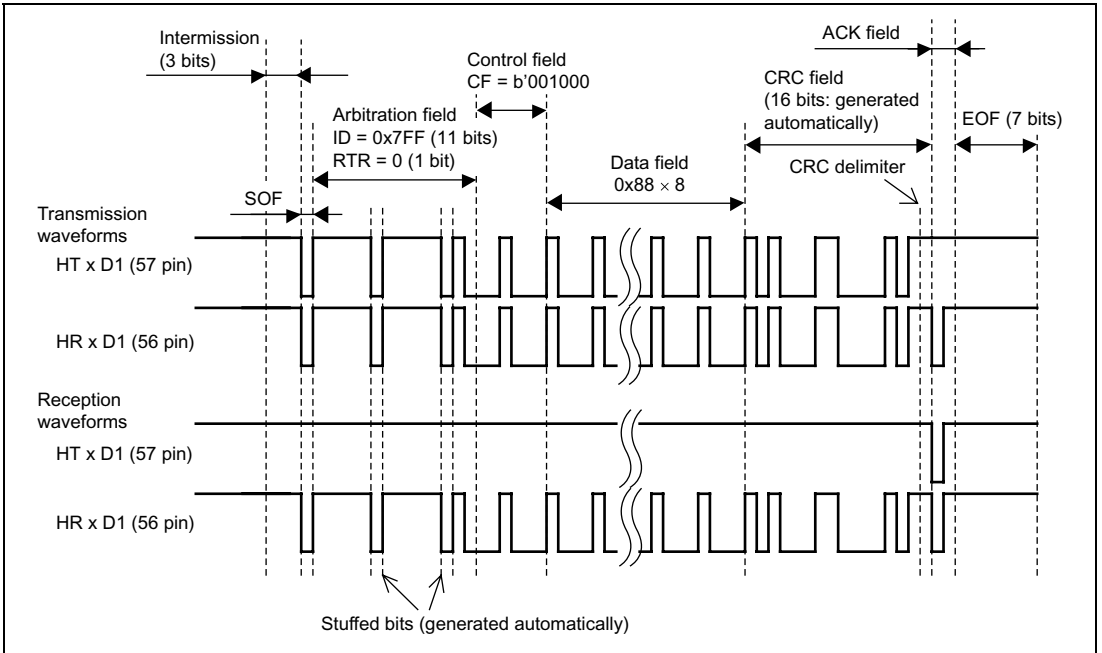 Intermission
(3 bits)
Control field
CF = b'001000
ACK field
CRC field
(16 bits: generated
automatically)
EOF (7 bits)
Arbitration field
ID = 0x7FF (11 bits)
RTR = 0 (1 bit)
Data field
0x88 × 8
CRC delimiter
SOF
Transmission
waveforms
HT x D1 (57 pin)
HR x D1 (56 pin)
Reception
waveforms
HT x D1 (57 pin)
HR x D1 (56 pin)
Stuffed bits (generated automatically)